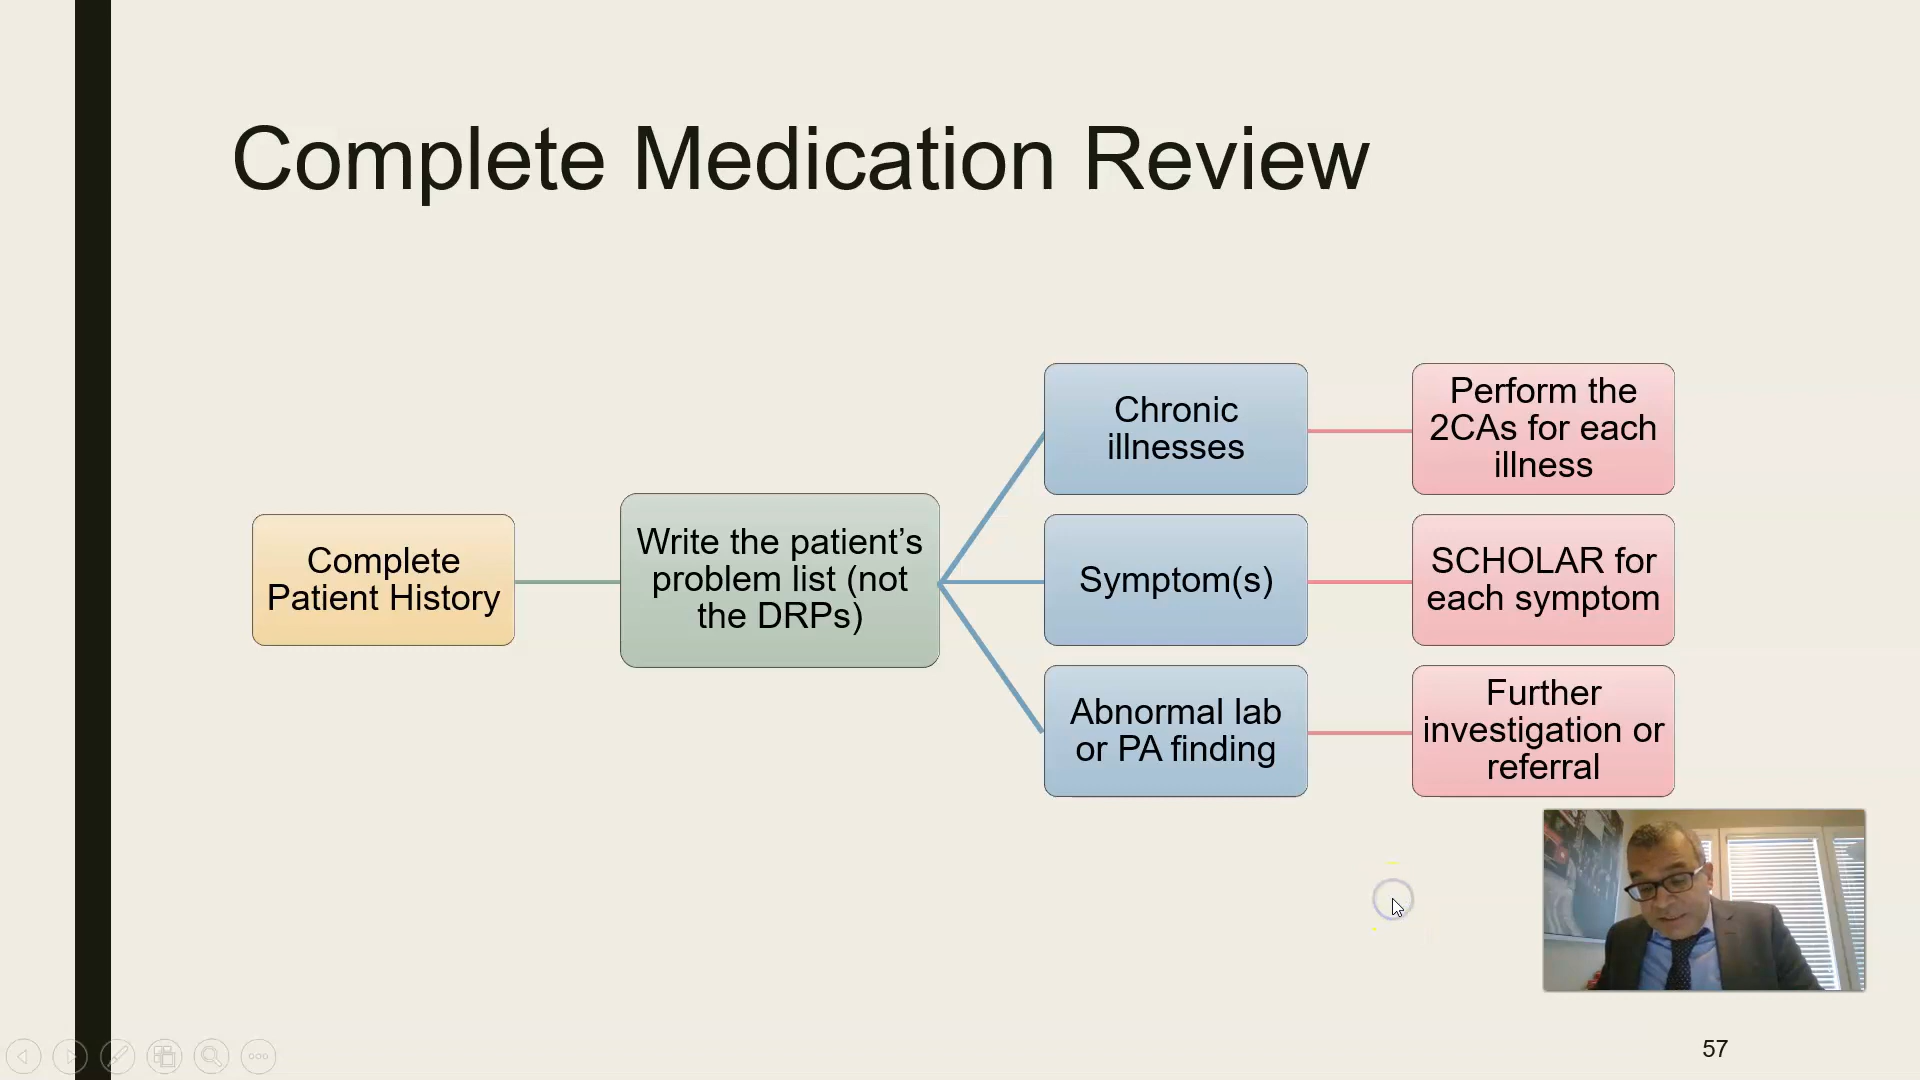 Complete Medication Review
Complete
Patient History
Write the patient’s
problem list (not
the DRPs)
Chronic
illnesses
Perform the
2CAs for each
illness
Symptom(s)
SCHOLAR for
each symptom
Abnormal lab
or PA finding
Further
investigation or
referral
57